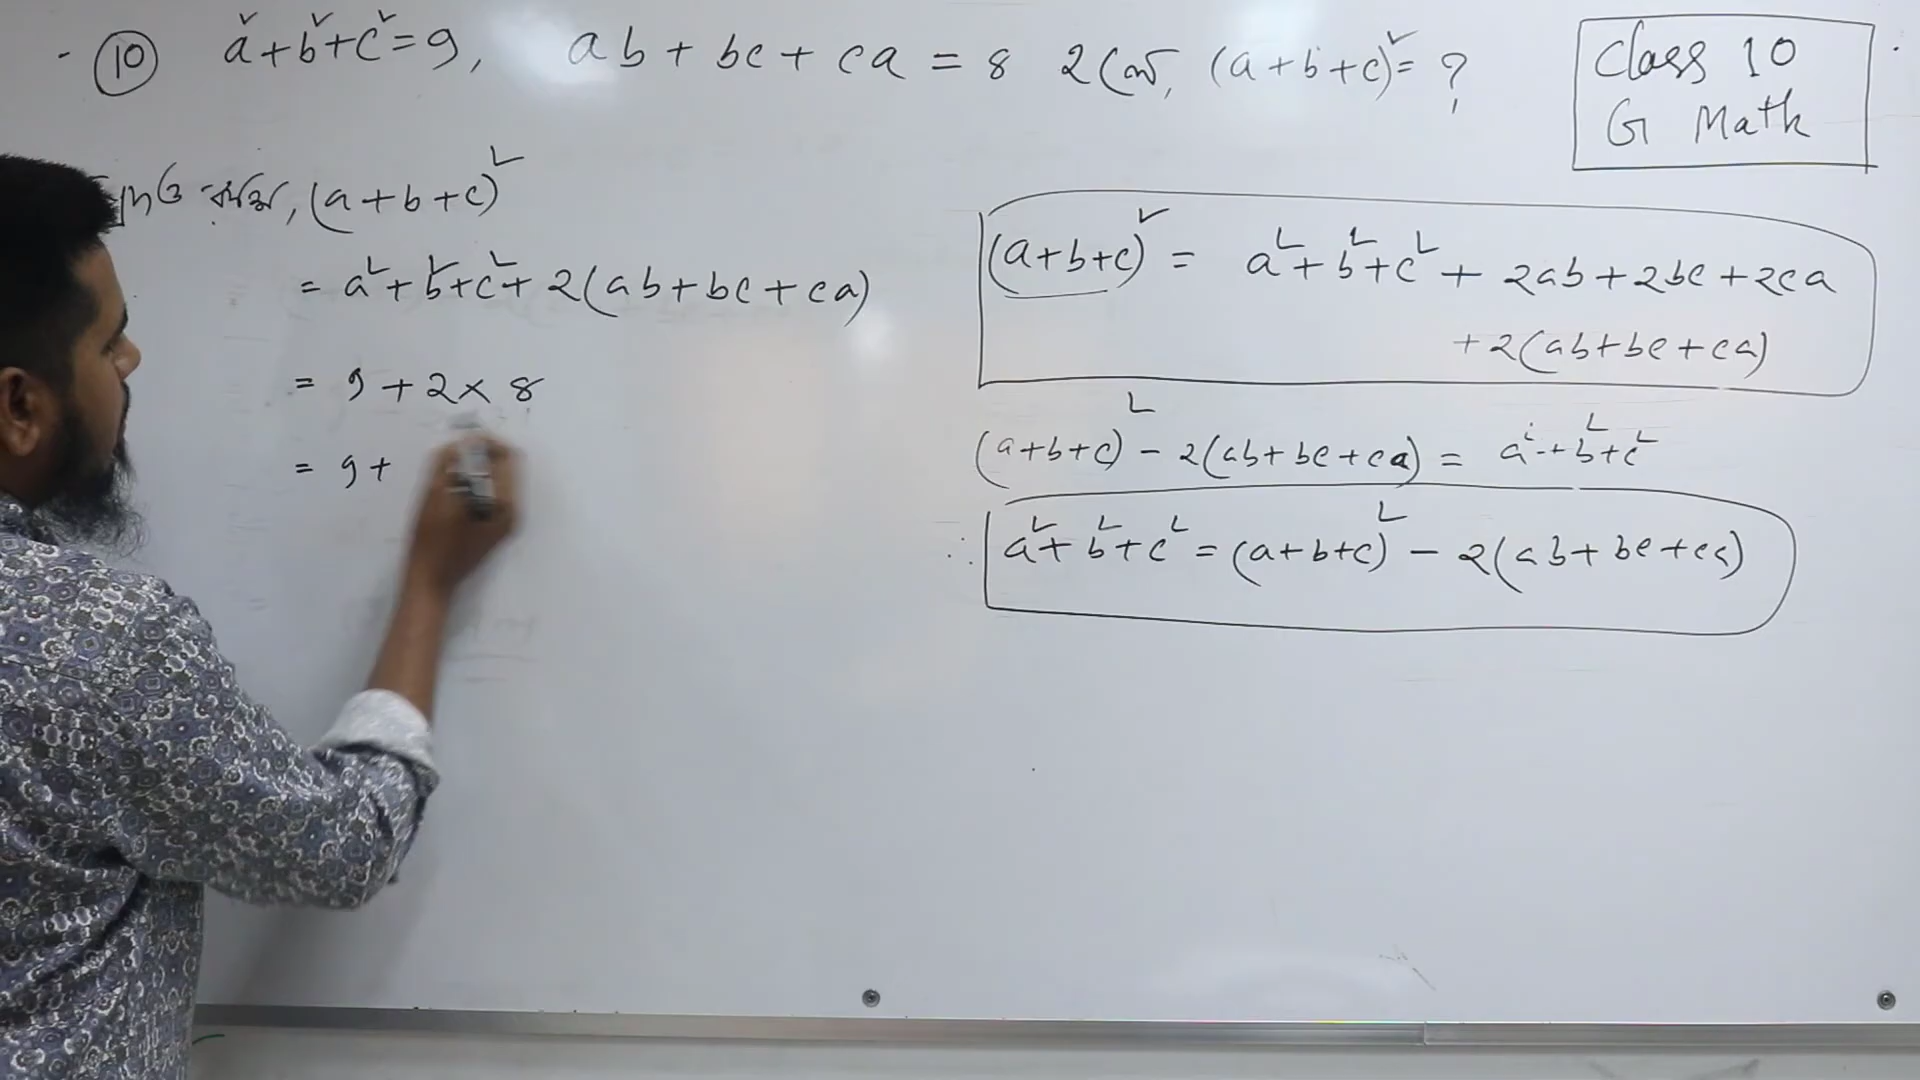 ⑩ a²+b²+c²=9, ab+bc+ca=8 হলে, (a+b+c)²= ?
Class 10
G Math
রাশি, (a+b+c)²
= a²+b²+c²+2(ab+bc+ca)
= 9+2×8
= 9+
(a+b+c)² = a²+b²+c²+2ab+2bc+2ca
+2(ab+bc+ca)
(a+b+c)²-2(ab+bc+ca) = a²+b²+c²
∴ a²+b²+c²=(a+b+c)²-2(ab+bc+ca)